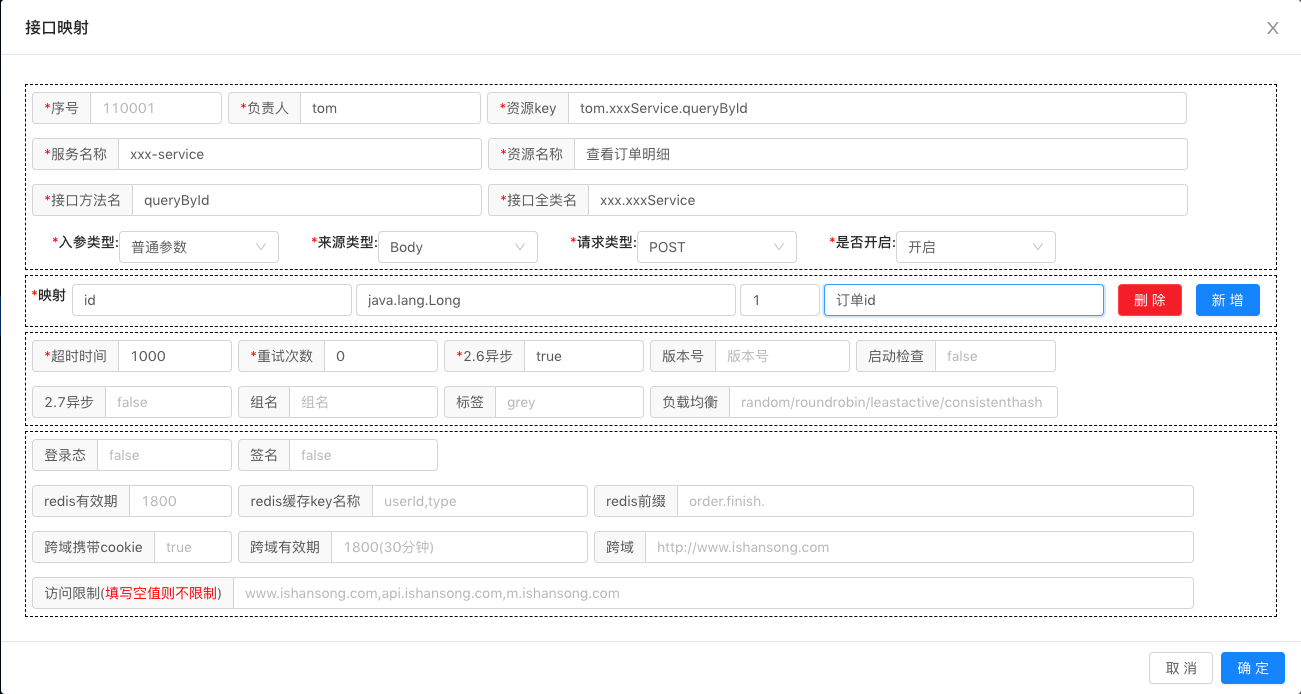 接口映射
*序号 110001 *负责人 tom *资源key tom.xxxService.queryById
*服务名称 xxx-service *资源名称 查看订单明细
*接口方法名 queryById *接口全类名 xxx.xxxService
*入参类型: 普通参数 *来源类型: Body *请求类型: POST *是否开启: 开启
*映射 id java.lang.Long 1 订单id 删 除 新 增
*超时时间 1000 *重试次数 0 *2.6异步 true 版本号 版本号 启动检查 false
2.7异步 false 组名 组名 标签 grey 负载均衡 random/roundrobin/leastactive/consistenthash
登录态 false 签名 false
redis有效期 1800 redis缓存key名称 userId,type redis前缀 order.finish.
跨域携带cookie true 跨域有效期 1800(30分钟) 跨域 http://www.ishansong.com
访问限制(填写空值则不限制) www.ishansong.com,api.ishansong.com,m.ishansong.com
取 消 确 定